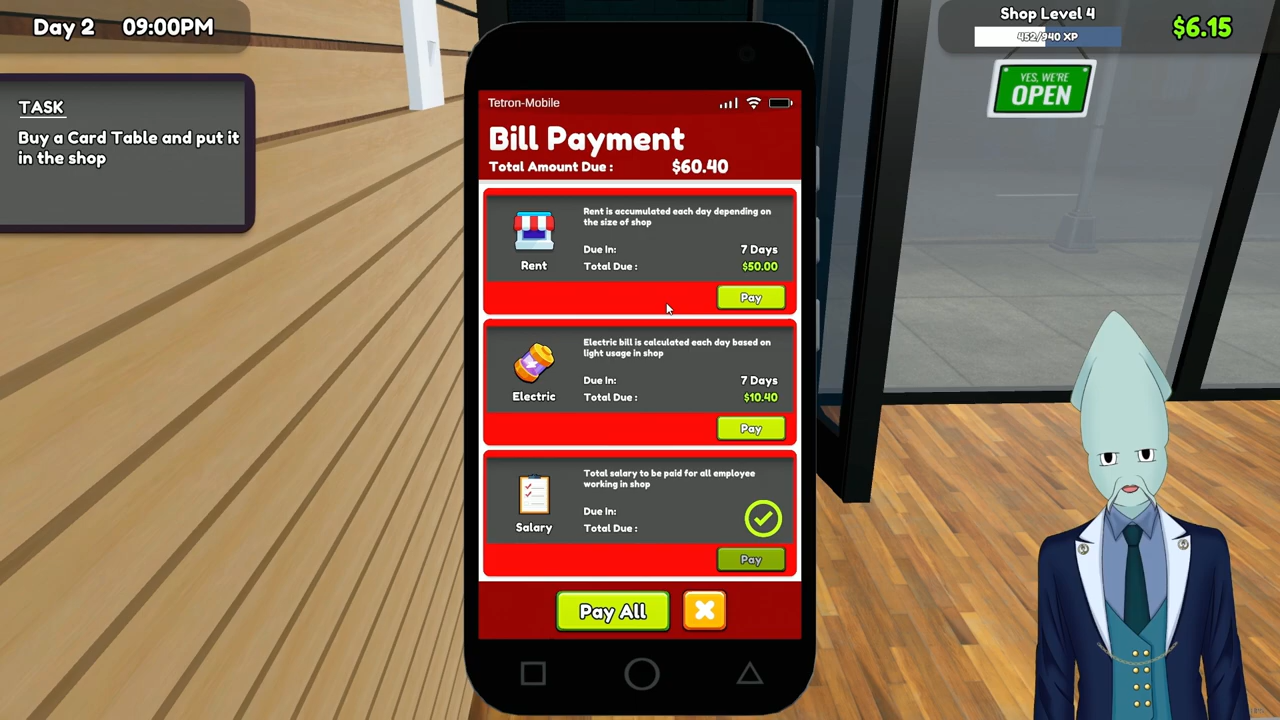 Day 2 09:00PM
Shop Level 4
452/940 XP
$6.15
YES, WE'RE
OPEN
TASK
Buy a Card Table and put it
in the shop
Tetron-Mobile
Bill Payment
Total Amount Due : $60.40
Rent is accumulated each day depending on
the size of shop
Due In: 7 Days
Total Due : $50.00
Rent
Pay
Electric bill is calculated each day based on
light usage in shop
Due In: 7 Days
Total Due : $10.40
Electric
Pay
Total salary to be paid for all employee
working in shop
Due In:
Total Due :
Salary
Pay
Pay All